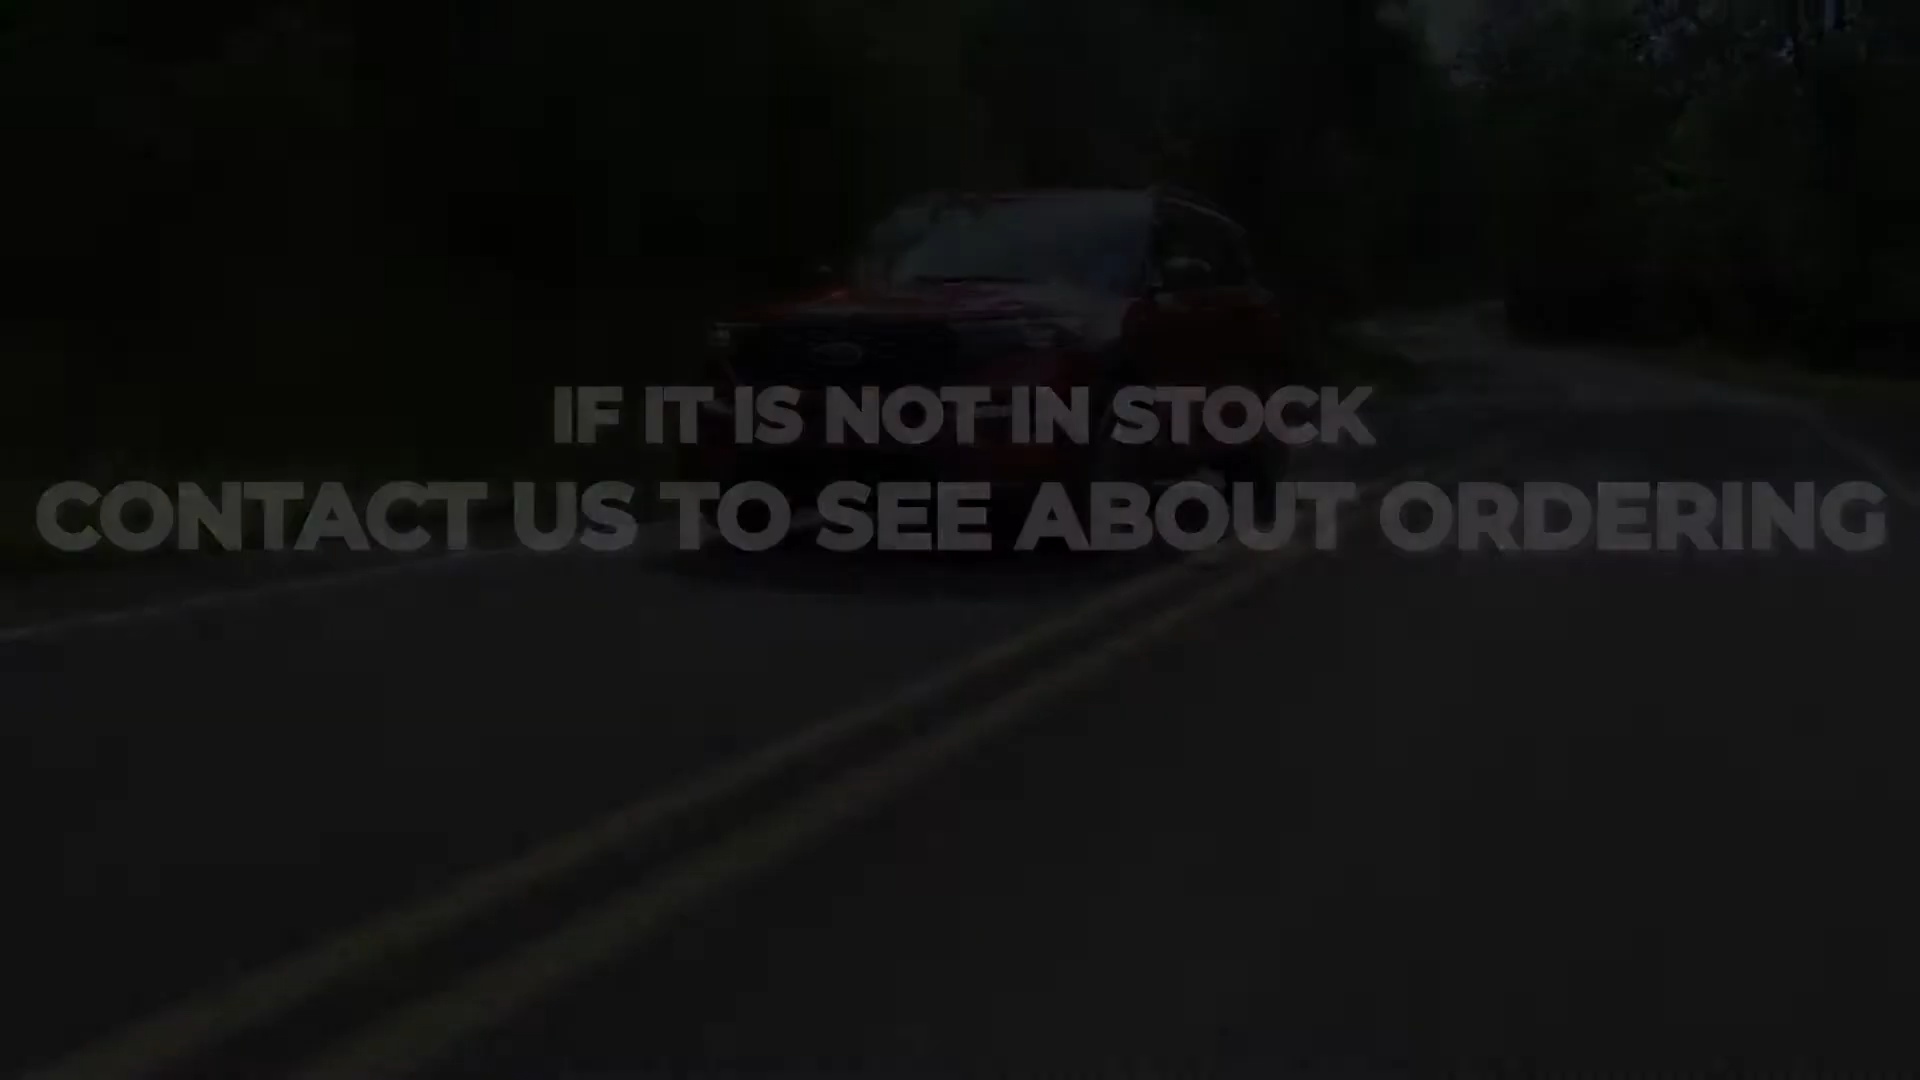 IF IT IS NOT IN STOCK
CONTACT US TO SEE ABOUT ORDERING